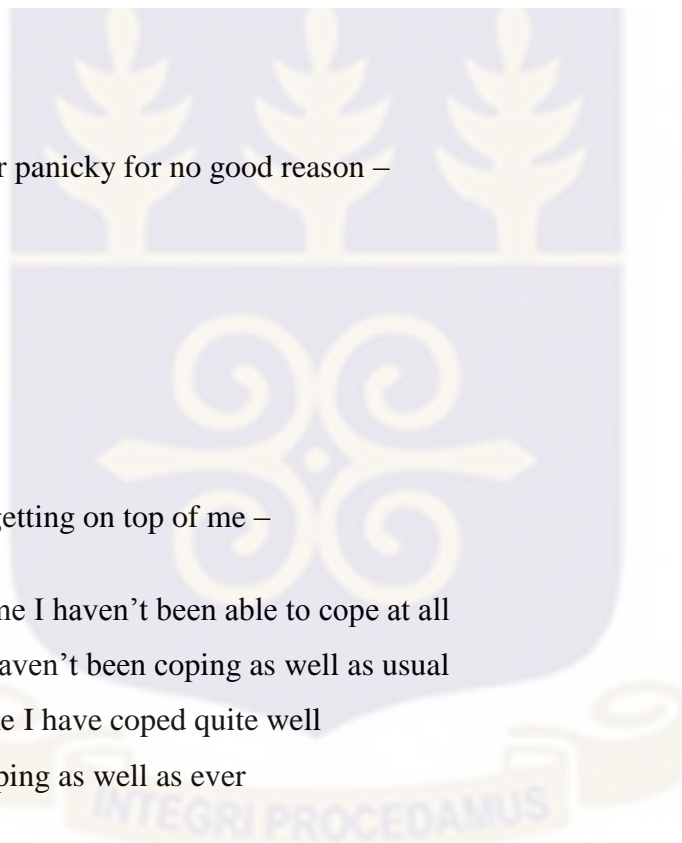 r panicky for no good reason –
getting on top of me –
me I haven't been able to cope at all
aven't been coping as well as usual
e I have coped quite well
ping as well as ever
INTEGRI PROCEDAMUS